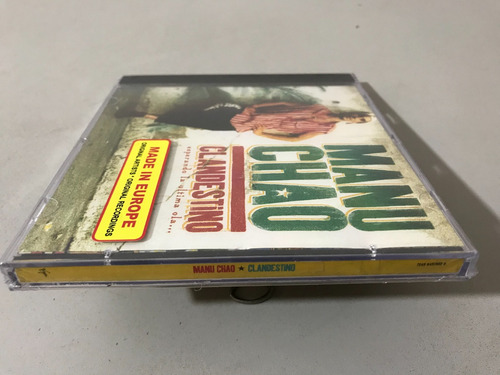 MANU
CHAO
CLANDESTINO
esperando la ultima ola...
MADE IN EUROPE
ORIGINAL ARTISTS' ORIGINAL RECORDINGS
MANU CHAO ★ CLANDESTINO